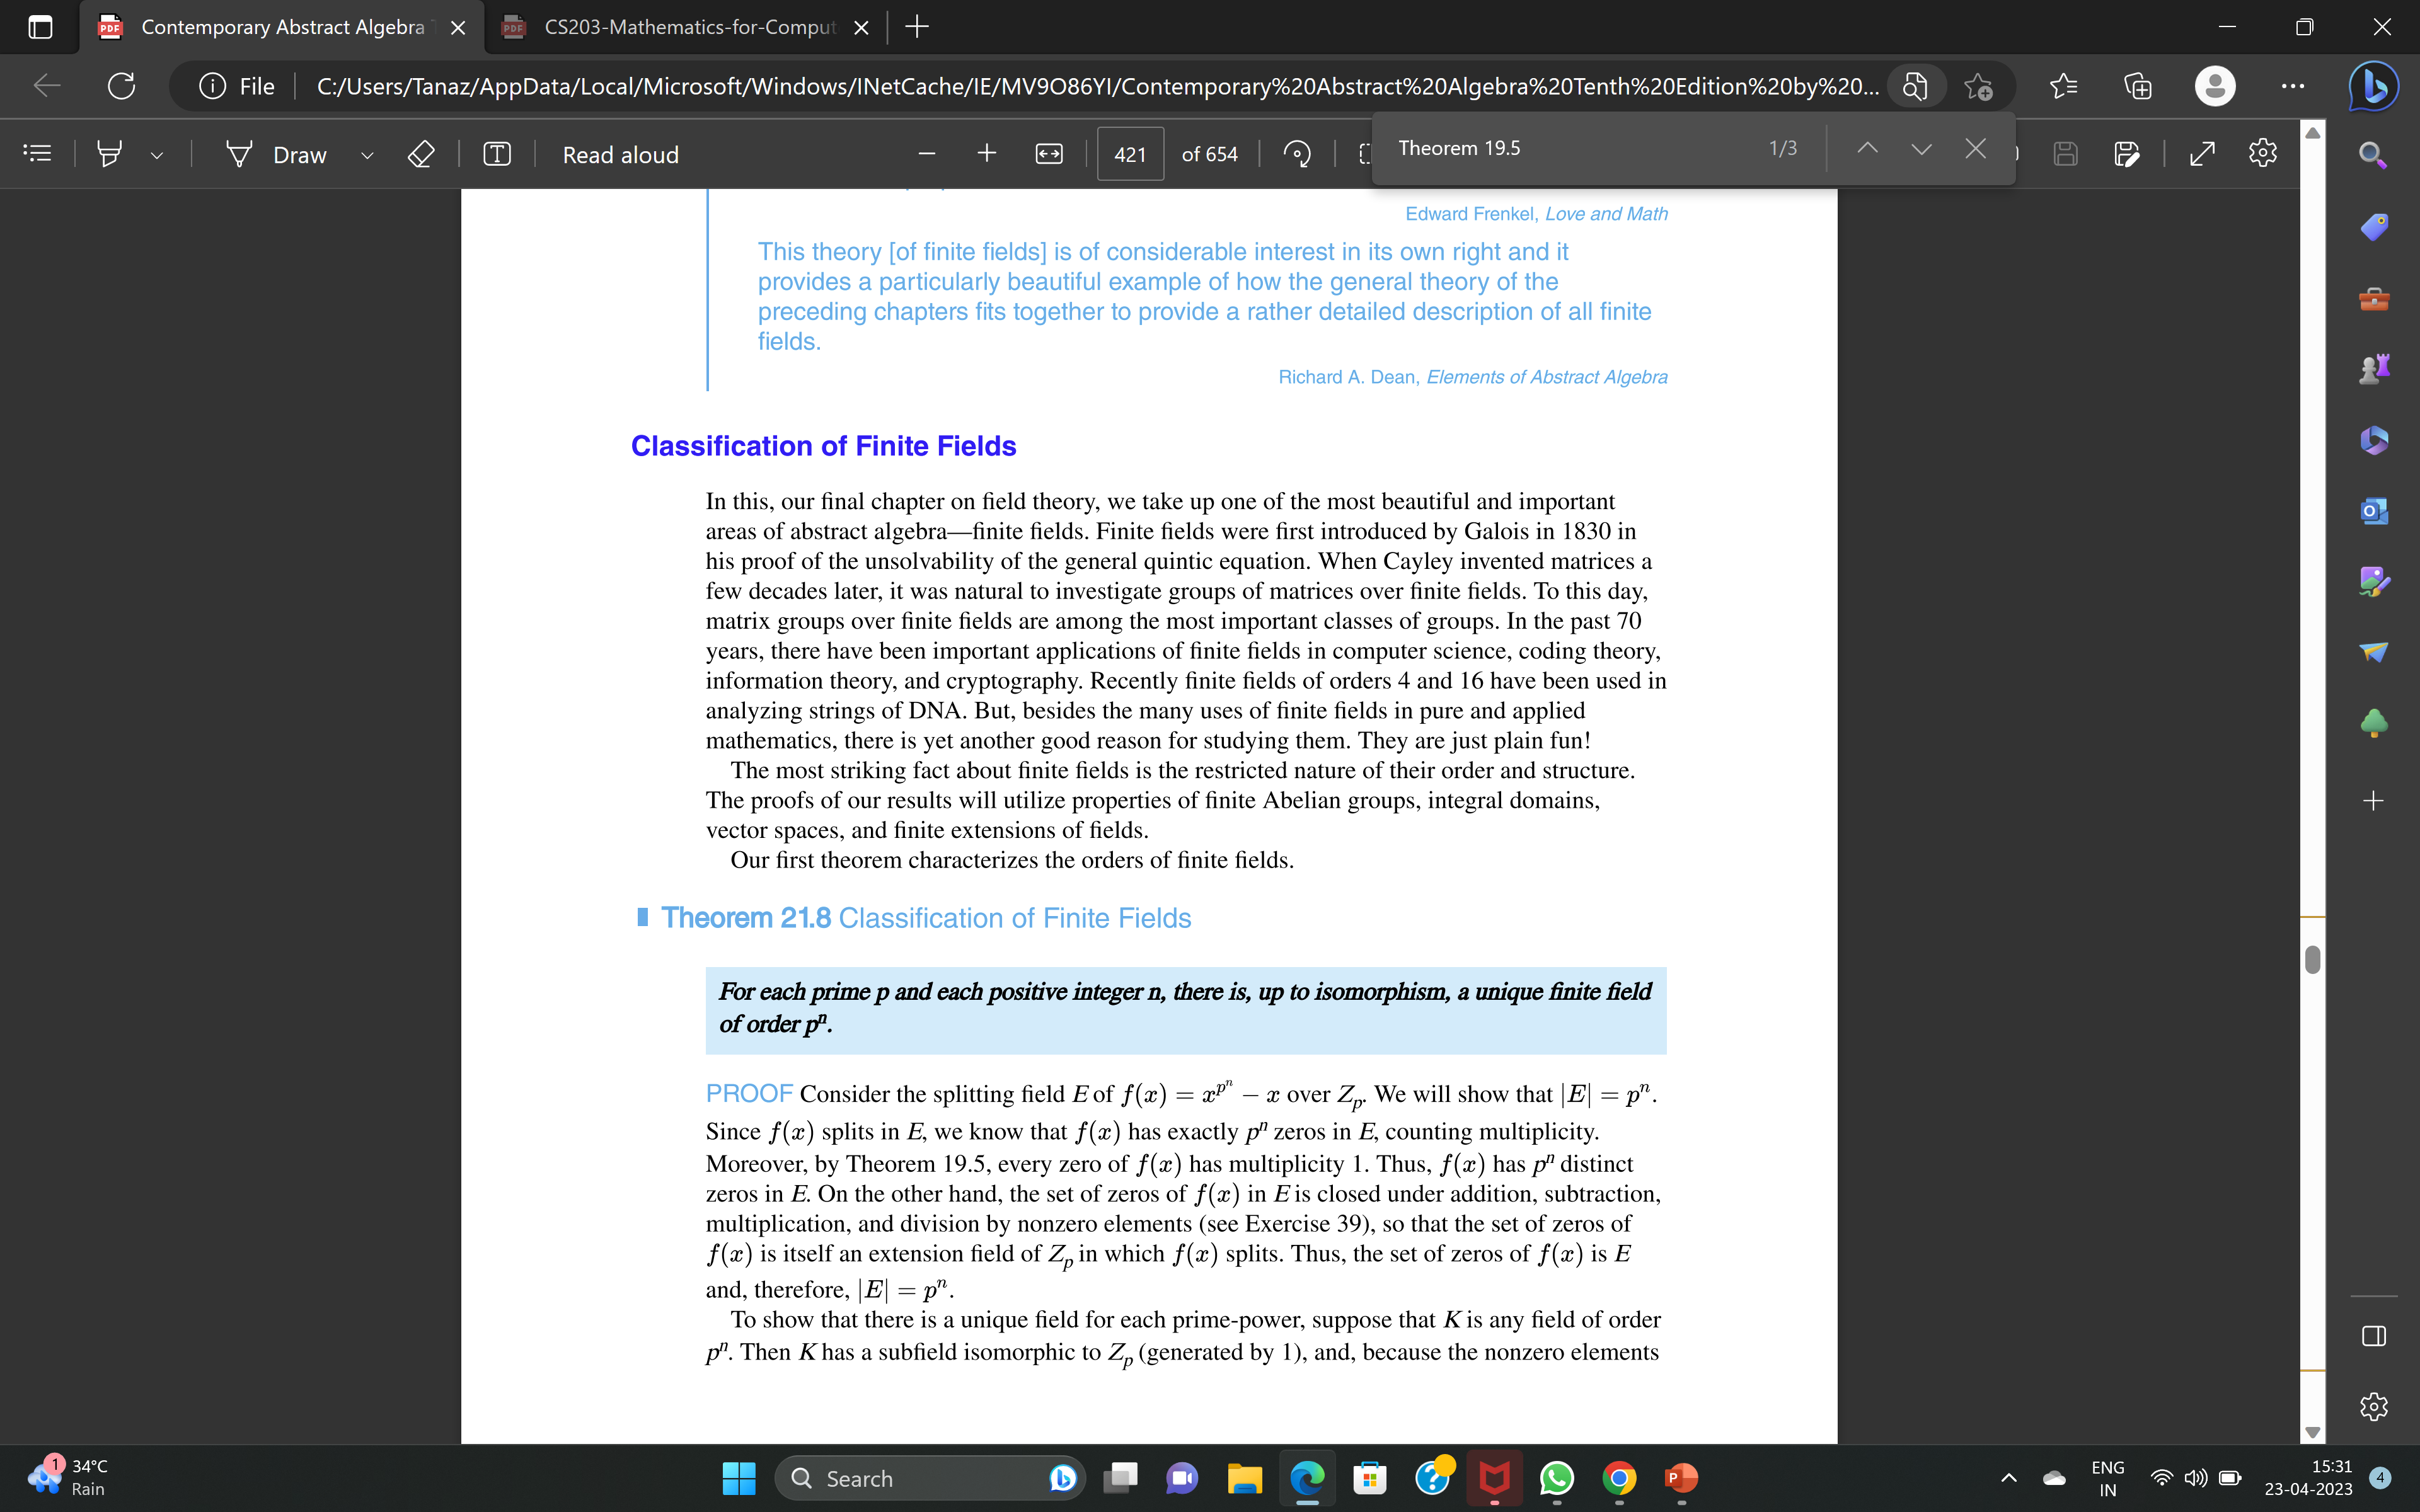 Contemporary Abstract Algebra
CS203-Mathematics-for-Comput
File
C:/Users/Tanaz/AppData/Local/Microsoft/Windows/INetCache/IE/MV9O86YI/Contemporary%20Abstract%20Algebra%20Tenth%20Edition%20by%20...
Draw
Read aloud
421
of 654
Theorem 19.5
1/3
Edward Frenkel, Love and Math
This theory [of finite fields] is of considerable interest in its own right and it
provides a particularly beautiful example of how the general theory of the
preceding chapters fits together to provide a rather detailed description of all finite
fields.
Richard A. Dean, Elements of Abstract Algebra
Classification of Finite Fields
In this, our final chapter on field theory, we take up one of the most beautiful and important
areas of abstract algebra—finite fields. Finite fields were first introduced by Galois in 1830 in
his proof of the unsolvability of the general quintic equation. When Cayley invented matrices a
few decades later, it was natural to investigate groups of matrices over finite fields. To this day,
matrix groups over finite fields are among the most important classes of groups. In the past 70
years, there have been important applications of finite fields in computer science, coding theory,
information theory, and cryptography. Recently finite fields of orders 4 and 16 have been used in
analyzing strings of DNA. But, besides the many uses of finite fields in pure and applied
mathematics, there is yet another good reason for studying them. They are just plain fun!
The most striking fact about finite fields is the restricted nature of their order and structure.
The proofs of our results will utilize properties of finite Abelian groups, integral domains,
vector spaces, and finite extensions of fields.
Our first theorem characterizes the orders of finite fields.
Theorem 21.8 Classification of Finite Fields
For each prime p and each positive integer n, there is, up to isomorphism, a unique finite field
of order pⁿ.
PROOF Consider the splitting field E of f(x) = x^{p^n} − x over Z_p. We will show that |E| = pⁿ.
Since f(x) splits in E, we know that f(x) has exactly pⁿ zeros in E, counting multiplicity.
Moreover, by Theorem 19.5, every zero of f(x) has multiplicity 1. Thus, f(x) has pⁿ distinct
zeros in E. On the other hand, the set of zeros of f(x) in E is closed under addition, subtraction,
multiplication, and division by nonzero elements (see Exercise 39), so that the set of zeros of
f(x) is itself an extension field of Z_p in which f(x) splits. Thus, the set of zeros of f(x) is E
and, therefore, |E| = pⁿ.
To show that there is a unique field for each prime-power, suppose that K is any field of order
pⁿ. Then K has a subfield isomorphic to Z_p (generated by 1), and, because the nonzero elements
1
34°C
Rain
Search
ENG
IN
15:31
23-04-2023
4